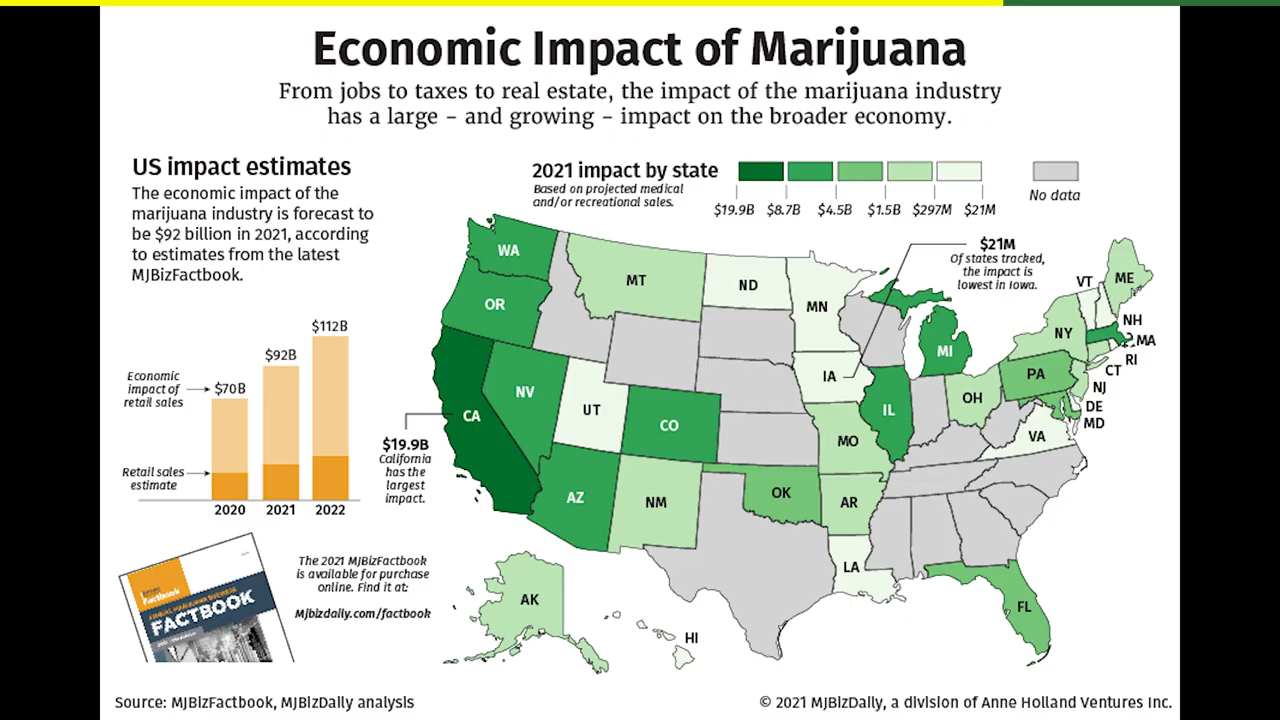 Economic Impact of Marijuana
From jobs to taxes to real estate, the impact of the marijuana industry
has a large – and growing – impact on the broader economy.
US impact estimates
The economic impact of the
marijuana industry is forecast to
be $92 billion in 2021, according
to estimates from the latest
MJBizFactbook.
2021 impact by state
Based on projected medical
and/or recreational sales.
$19.9B $8.7B $4.5B $1.5B $297M $21M
No data
$112B
$92B
$70B
Economic
impact of
retail sales
Retail sales
estimate
2020 2021 2022
$21M
Of states tracked,
the impact is
lowest in Iowa.
$19.9B
California
has the
largest
impact.
WA
OR
CA
NV
MT
ND
MN
IA
UT
CO
AZ
NM
OK
MO
AR
LA
IL
MI
OH
PA
NY
VT
ME
NH
MA
RI
CT
NJ
DE
MD
VA
FL
AK
HI
The 2021 MJBizFactbook
is available for purchase
online. Find it at:
Mjbizdaily.com/factbook
Factbook
ANNUAL MARIJUANA BUSINESS
FACTBOOK
Source: MJBizFactbook, MJBizDaily analysis
© 2021 MJBizDaily, a division of Anne Holland Ventures Inc.